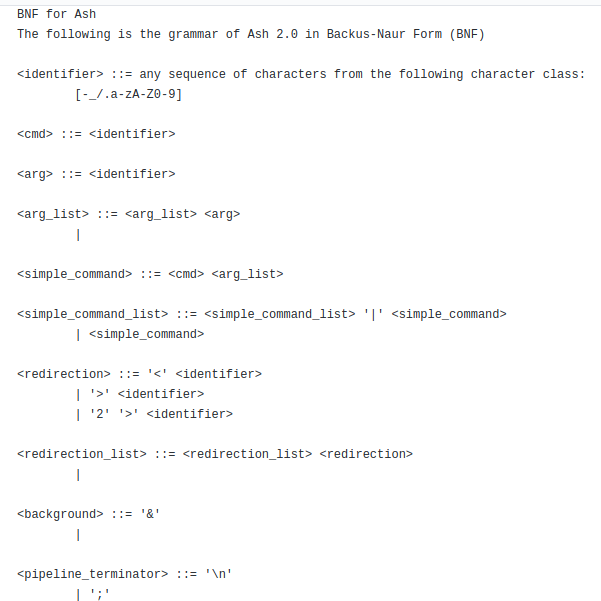 BNF for Ash
The following is the grammar of Ash 2.0 in Backus-Naur Form (BNF)
<identifier> ::= any sequence of characters from the following character class:
[-_/.a-zA-Z0-9]
<cmd> ::= <identifier>
<arg> ::= <identifier>
<arg_list> ::= <arg_list> <arg>
|
<simple_command> ::= <cmd> <arg_list>
<simple_command_list> ::= <simple_command_list> '|' <simple_command>
| <simple_command>
<redirection> ::= '<' <identifier>
| '>' <identifier>
| '2' '>' <identifier>
<redirection_list> ::= <redirection_list> <redirection>
|
<background> ::= '&'
|
<pipeline_terminator> ::= '\n'
| ';'